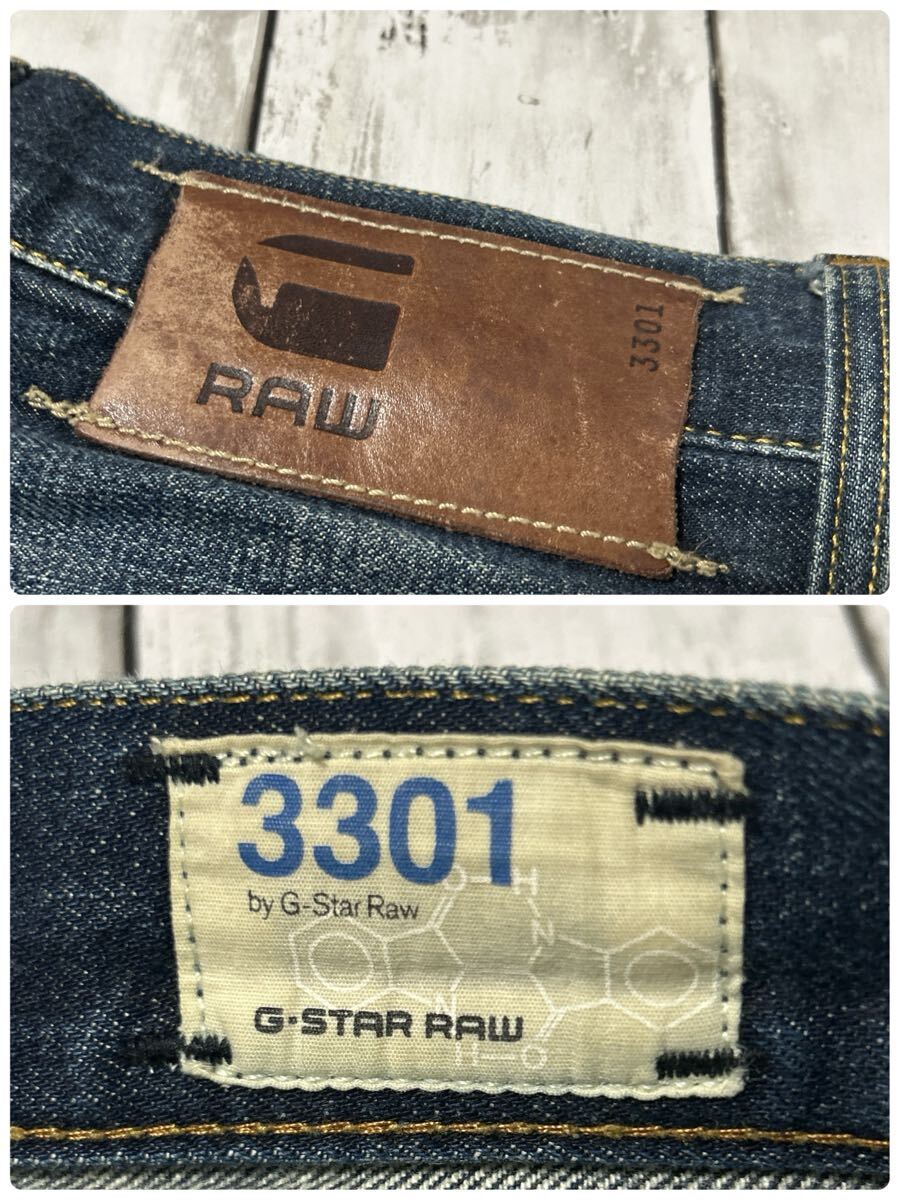 RAW
3301
3301
by G-Star Raw
O
H
N
G-STAR RAW
N
H
O